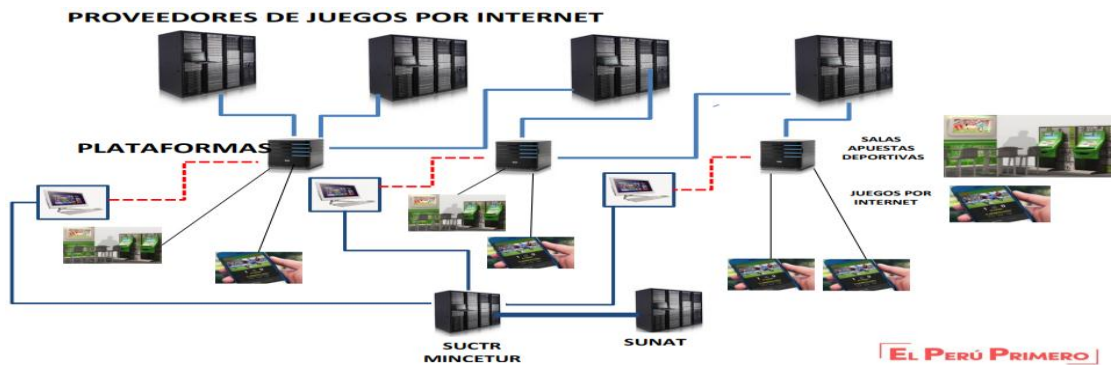 PROVEEDORES DE JUEGOS POR INTERNET
PLATAFORMAS
SALAS
APUESTAS
DEPORTIVAS
JUEGOS POR
INTERNET
SUCTR
MINCETUR
SUNAT
EL PERÚ PRIMERO